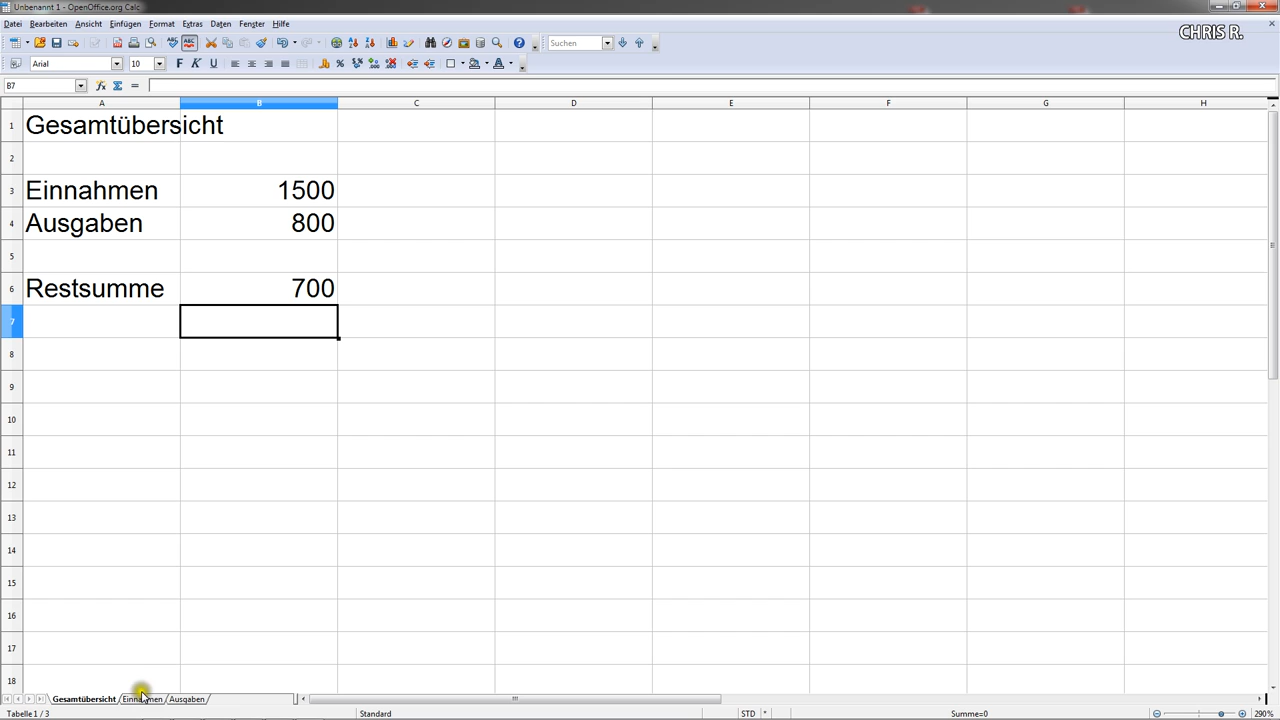 Unbenannt 1 - OpenOffice.org Calc
Datei Bearbeiten Ansicht Einfügen Format Extras Daten Fenster Hilfe
CHRIS R.
Suchen
Arial 10 F K U
B7
A B C D E F G H
1 Gesamtübersicht
2
3 Einnahmen 1500
4 Ausgaben 800
5
6 Restsumme 700
7
8
9
10
11
12
13
14
15
16
17
18
Gesamtübersicht Einnahmen Ausgaben
Tabelle 1 / 3 Standard STD * Summe=0 290%